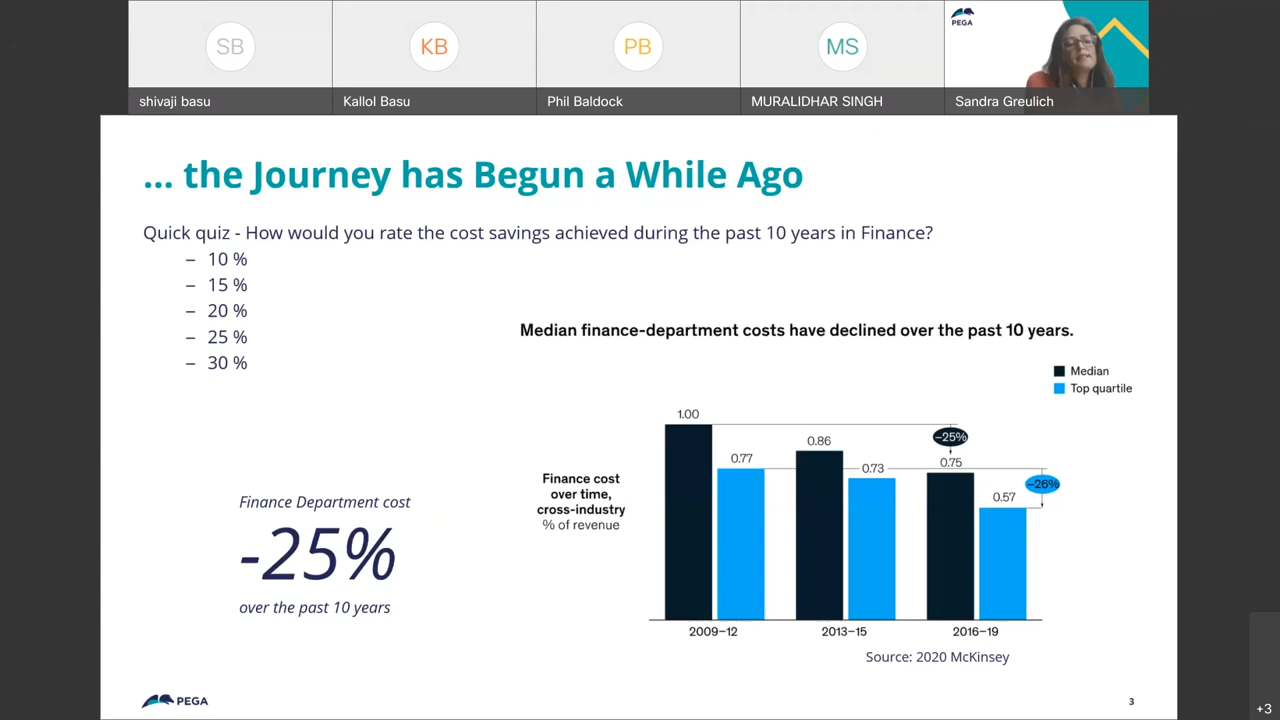 SB
KB
PB
MS
PEGA
shivaji basu
Kallol Basu
Phil Baldock
MURALIDHAR SINGH
Sandra Greulich
... the Journey has Begun a While Ago
Quick quiz - How would you rate the cost savings achieved during the past 10 years in Finance?
– 10 %
– 15 %
– 20 %
– 25 %
– 30 %
Median finance-department costs have declined over the past 10 years.
Median
Top quartile
Finance cost
over time,
cross-industry
% of revenue
1.00
0.77
0.86
0.73
–25%
0.75
–26%
0.57
2009–12
2013–15
2016–19
Source: 2020 McKinsey
Finance Department cost
-25%
over the past 10 years
PEGA
3
+3